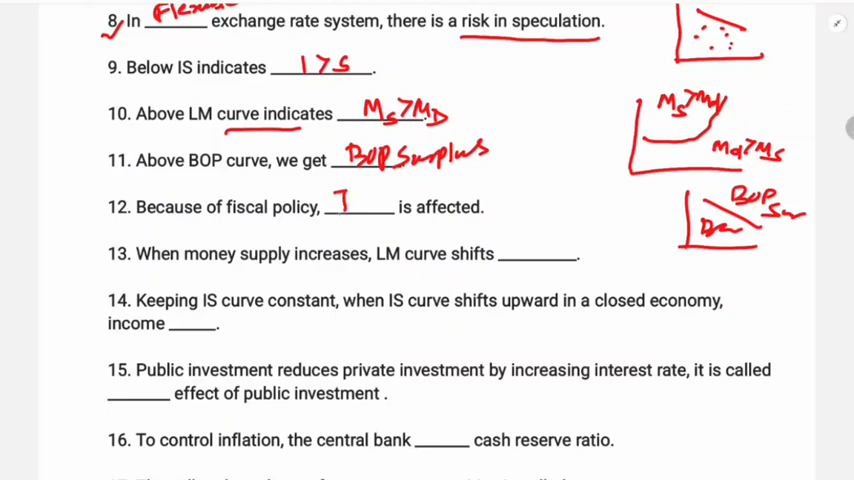 8. In Flexible exchange rate system, there is a risk in speculation.
9. Below IS indicates I > S.
10. Above LM curve indicates Ms>MD.
11. Above BOP curve, we get BOP Surplus
12. Because of fiscal policy, I is affected.
13. When money supply increases, LM curve shifts ________.
14. Keeping IS curve constant, when IS curve shifts upward in a closed economy,
income _____.
15. Public investment reduces private investment by increasing interest rate, it is called
_______ effect of public investment .
16. To control inflation, the central bank ______ cash reserve ratio.
Ms>Md
Md>Ms
BOP